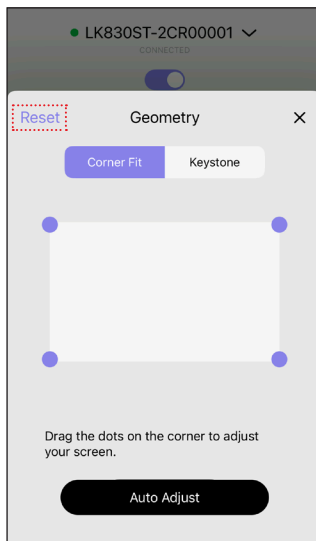 LK830ST-2CR00001
CONNECTED
Reset
Geometry
Corner Fit
Keystone
Drag the dots on the corner to adjust
your screen.
Auto Adjust